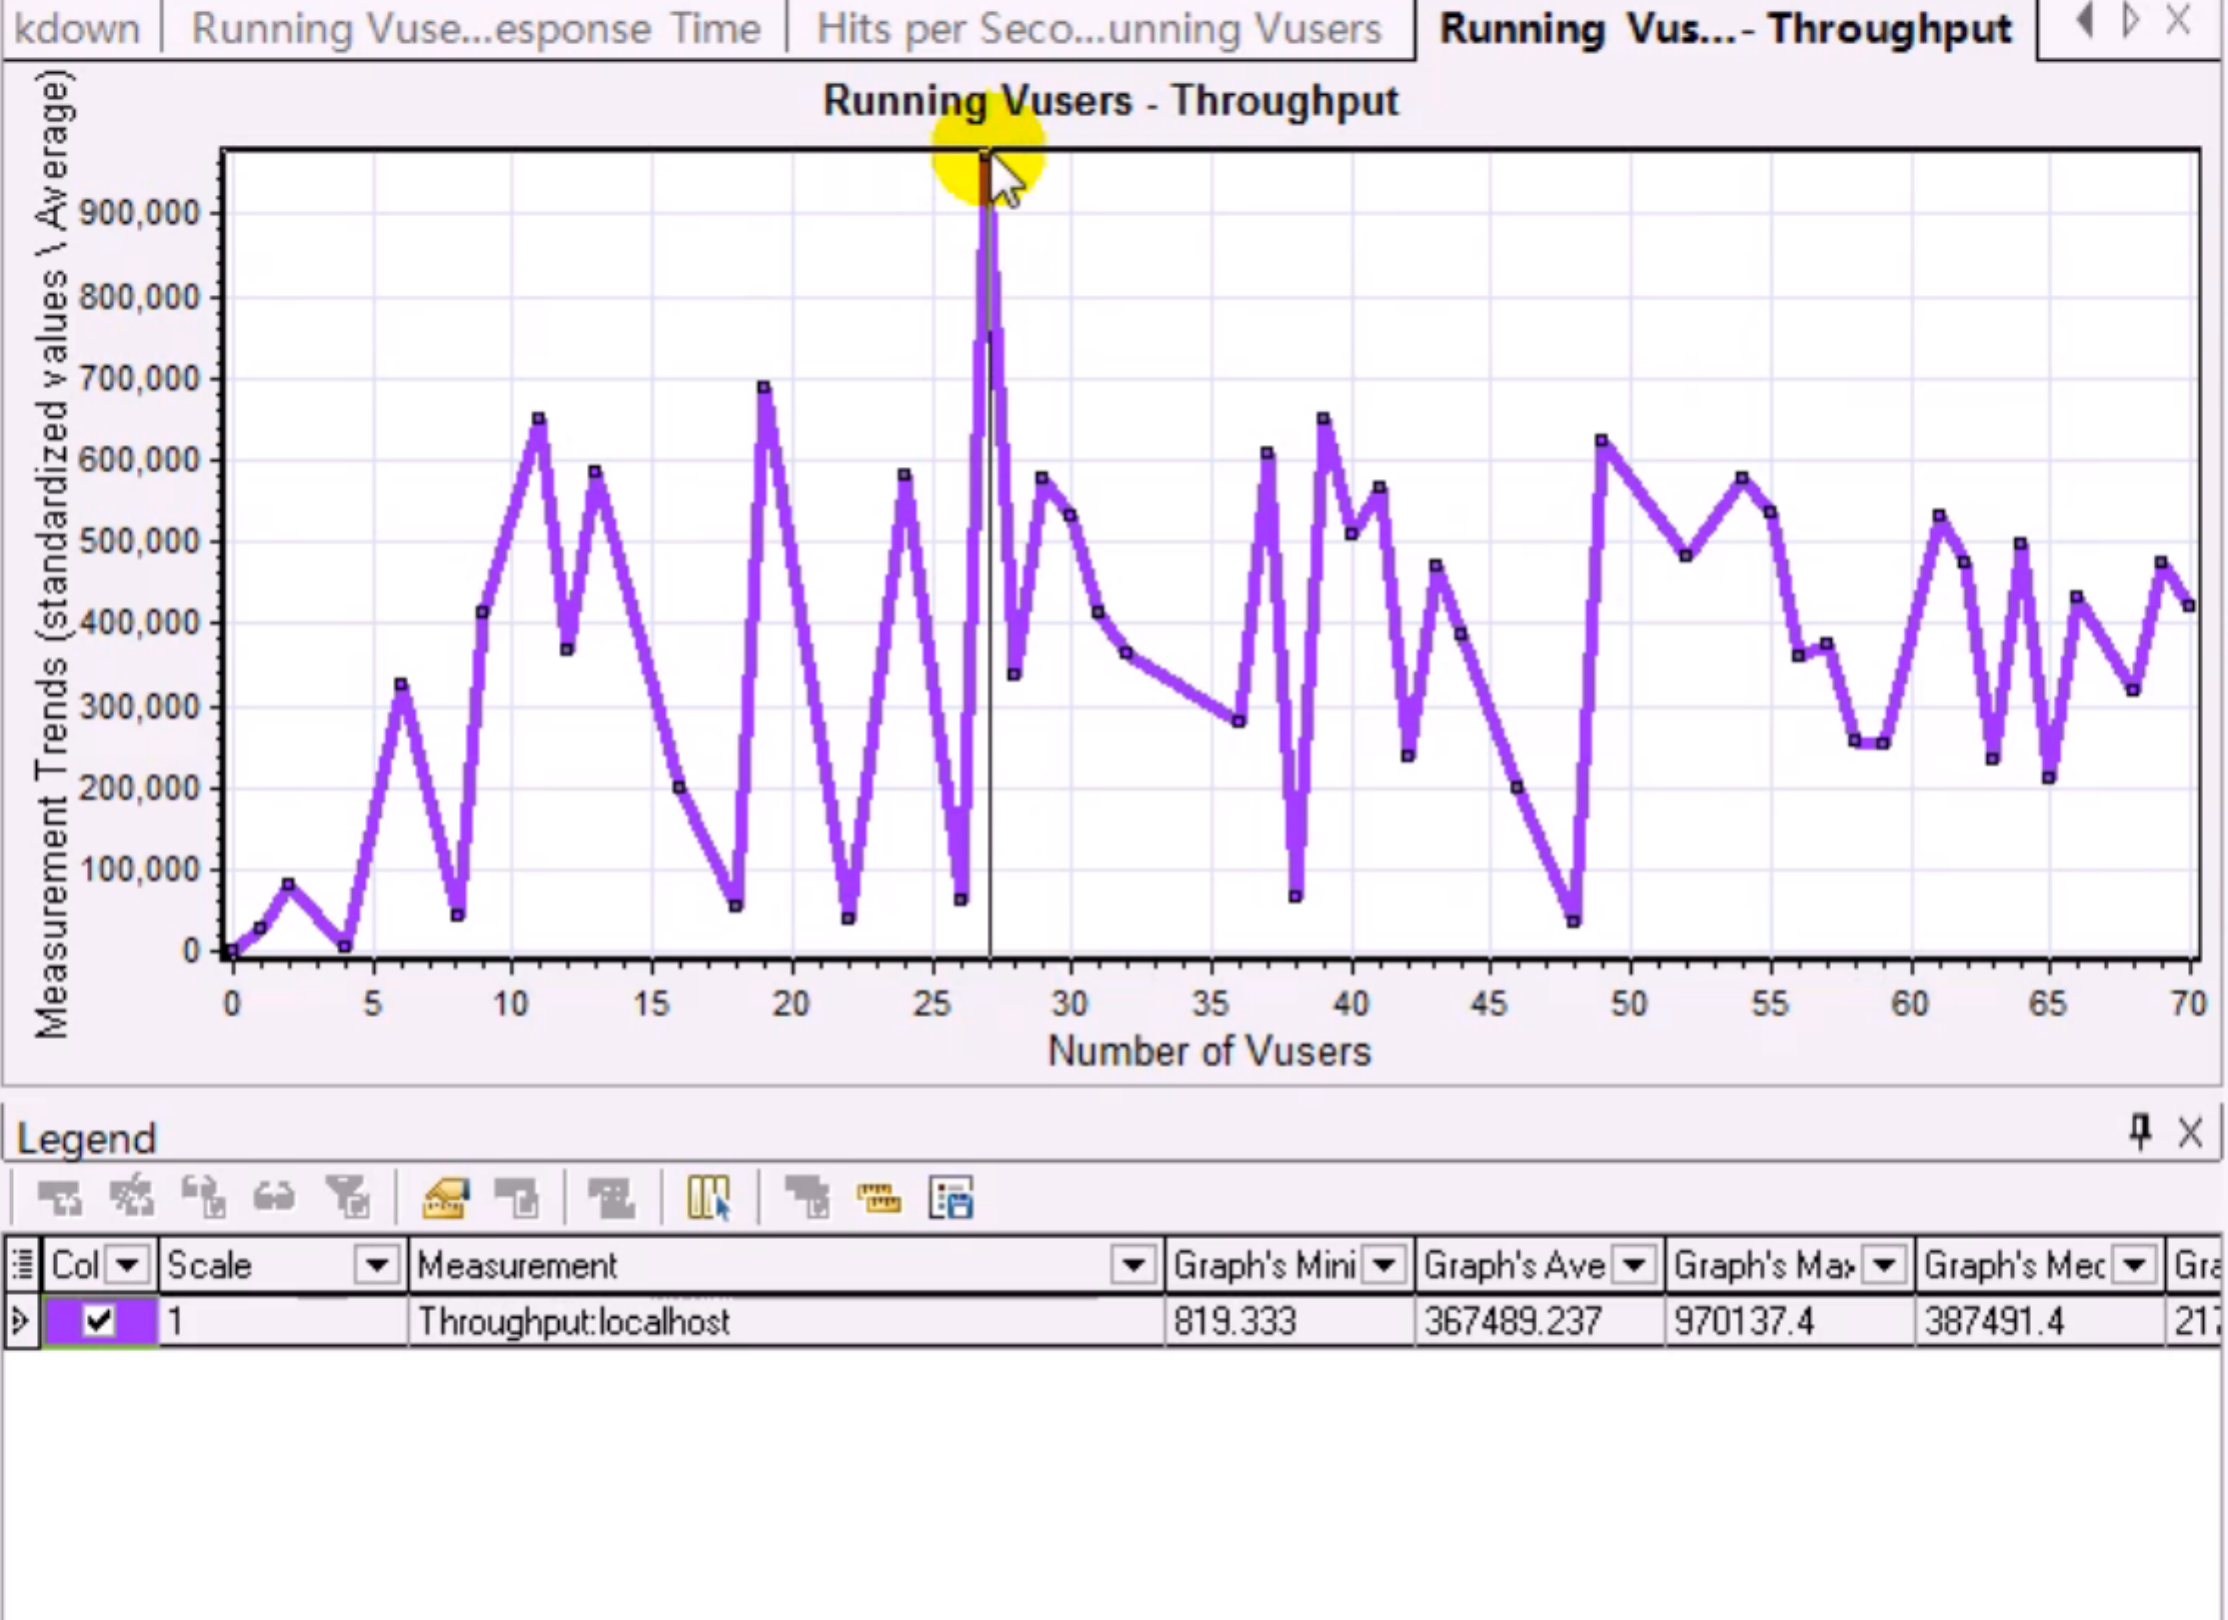 kdown
Running Vuse...esponse Time
Hits per Seco...unning Vusers
Running Vus...- Throughput
Running Vusers - Throughput
Measurement Trends (standardized values \ Average)
900,000
800,000
700,000
600,000
500,000
400,000
300,000
200,000
100,000
0
0 5 10 15 20 25 30 35 40 45 50 55 60 65 70
Number of Vusers
Legend
Col Scale Measurement Graph's Mini Graph's Ave Graph's Max Graph's Med Gra
1 Throughput:localhost 819.333 367489.237 970137.4 387491.4 217